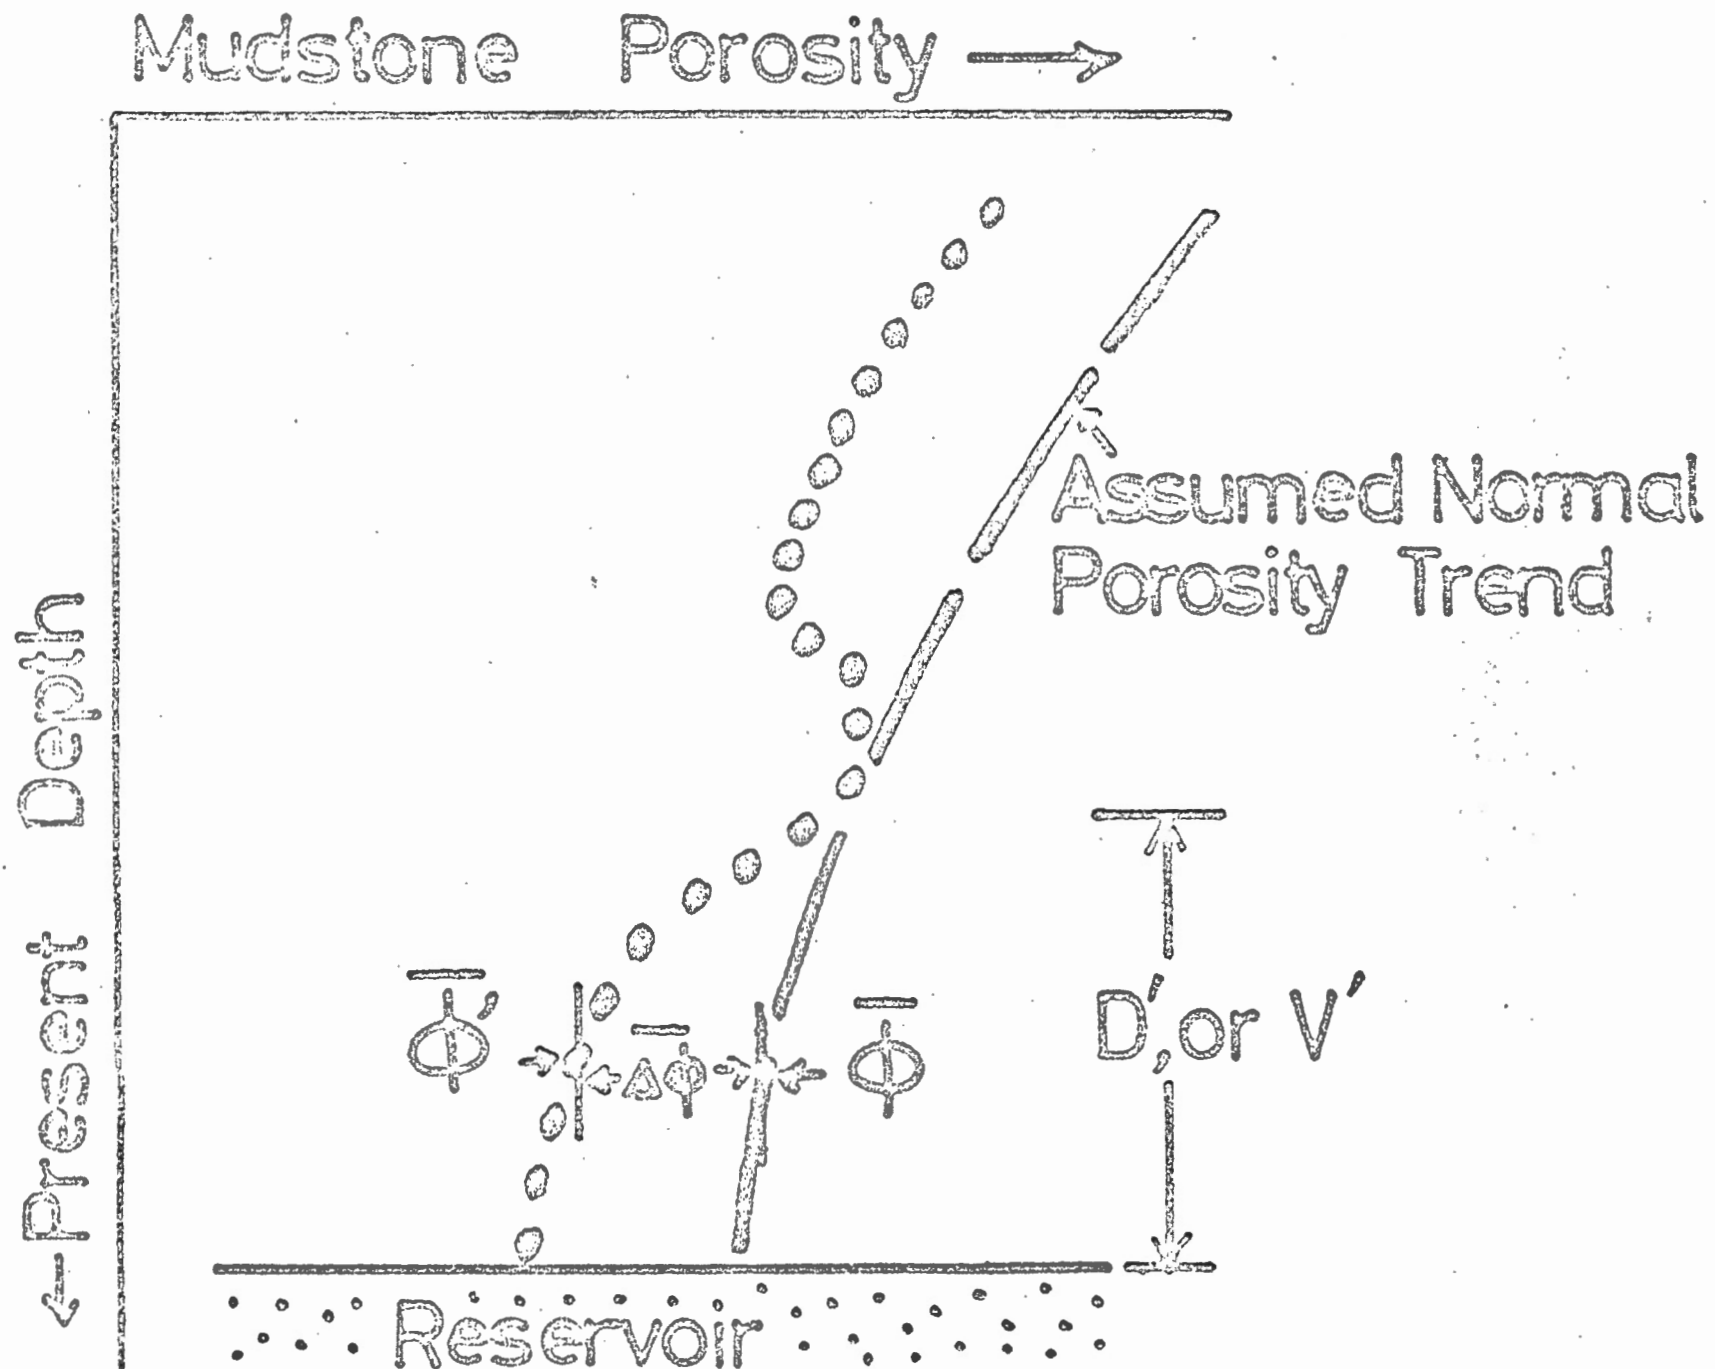 Mudstone Porosity →
Assumed Normal
Porosity Trend
← Present Depth
Φ̅′
ΔΦ̅
Φ̅
D′, or V′
Reservoir